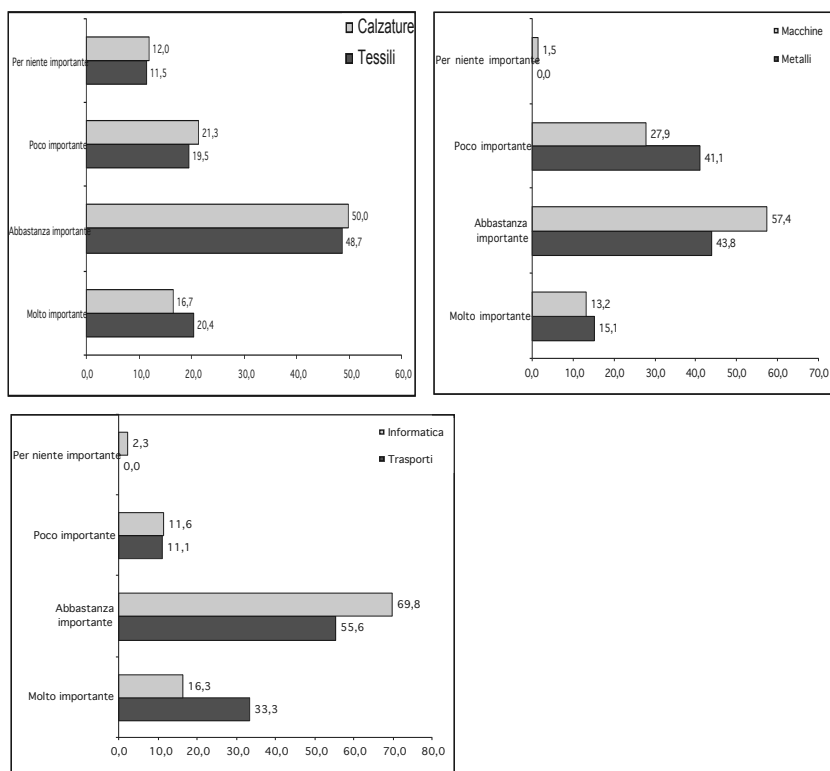 Calzature
Tessili
Per niente importante
12,0
11,5
Poco importante
21,3
19,5
Abbastanza importante
50,0
48,7
Molto importante
16,7
20,4
0,0 10,0 20,0 30,0 40,0 50,0 60,0
Macchine
Metalli
Per niente importante
1,5
0,0
Poco importante
27,9
41,1
Abbastanza
importante
57,4
43,8
Molto importante
13,2
15,1
0,0 10,0 20,0 30,0 40,0 50,0 60,0 70,0
Informatica
Trasporti
Per niente importante
2,3
0,0
Poco importante
11,6
11,1
Abbastanza
importante
69,8
55,6
Molto importante
16,3
33,3
0,0 10,0 20,0 30,0 40,0 50,0 60,0 70,0 80,0